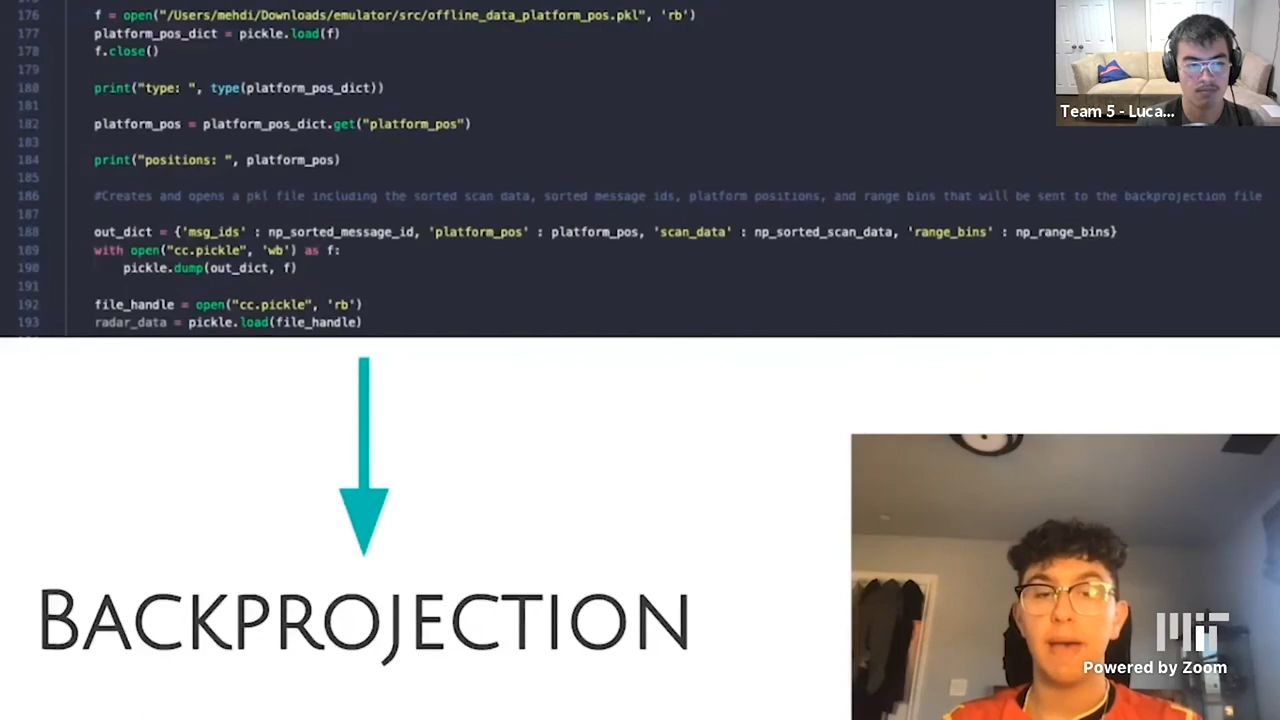 176 f = open("/Users/mehdi/Downloads/emulator/src/offline_data_platform_pos.pkl", 'rb')
177 platform_pos_dict = pickle.load(f)
178 f.close()
179
180 print("type: ", type(platform_pos_dict))
181
182 platform_pos = platform_pos_dict.get("platform_pos")
183
184 print("positions: ", platform_pos)
185
186 #Creates and opens a pkl file including the sorted scan data, sorted message ids, platform positions, and range bins that will be sent to the backprojection file
187
188 out_dict = {'msg_ids' : np_sorted_message_id, 'platform_pos' : platform_pos, 'scan_data' : np_sorted_scan_data, 'range_bins' : np_range_bins}
189 with open("cc.pickle", 'wb') as f:
190 pickle.dump(out_dict, f)
191
192 file_handle = open("cc.pickle", 'rb')
193 radar_data = pickle.load(file_handle)
Team 5 - Luca...
BACKPROJECTION
MIT
Powered by Zoom